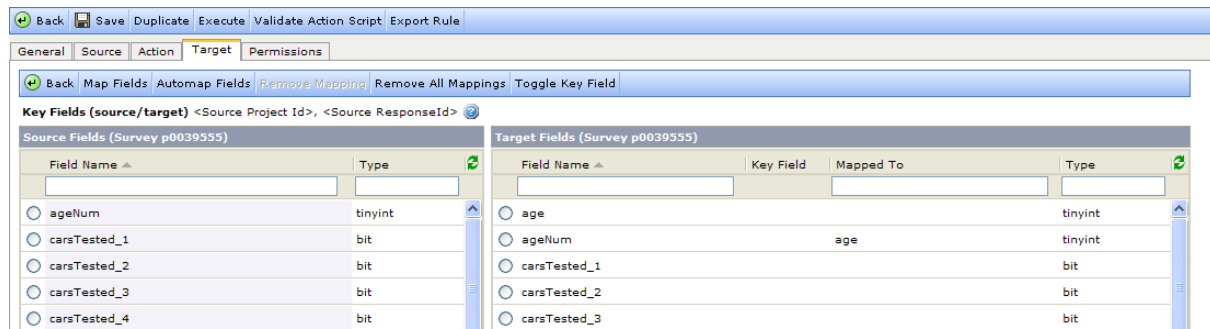 Back Save Duplicate Execute Validate Action Script Export Rule
General Source Action Target Permissions
Back Map Fields Automap Fields Remove Mapping Remove All Mappings Toggle Key Field
Key Fields (source/target) <Source Project Id>, <Source ResponseId>
Source Fields (Survey p0039555) Target Fields (Survey p0039555)
Field Name Type Field Name Key Field Mapped To Type
ageNum tinyint age tinyint
carsTested_1 bit ageNum age tinyint
carsTested_2 bit carsTested_1 bit
carsTested_3 bit carsTested_2 bit
carsTested_4 bit carsTested_3 bit